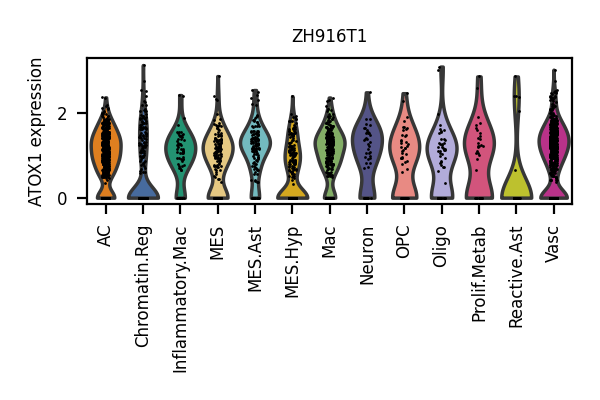 ZH916T1
ATOX1 expression
2
0
AC
Chromatin.Reg
Inflammatory.Mac
MES
MES.Ast
MES.Hyp
Mac
Neuron
OPC
Oligo
Prolif.Metab
Reactive.Ast
Vasc